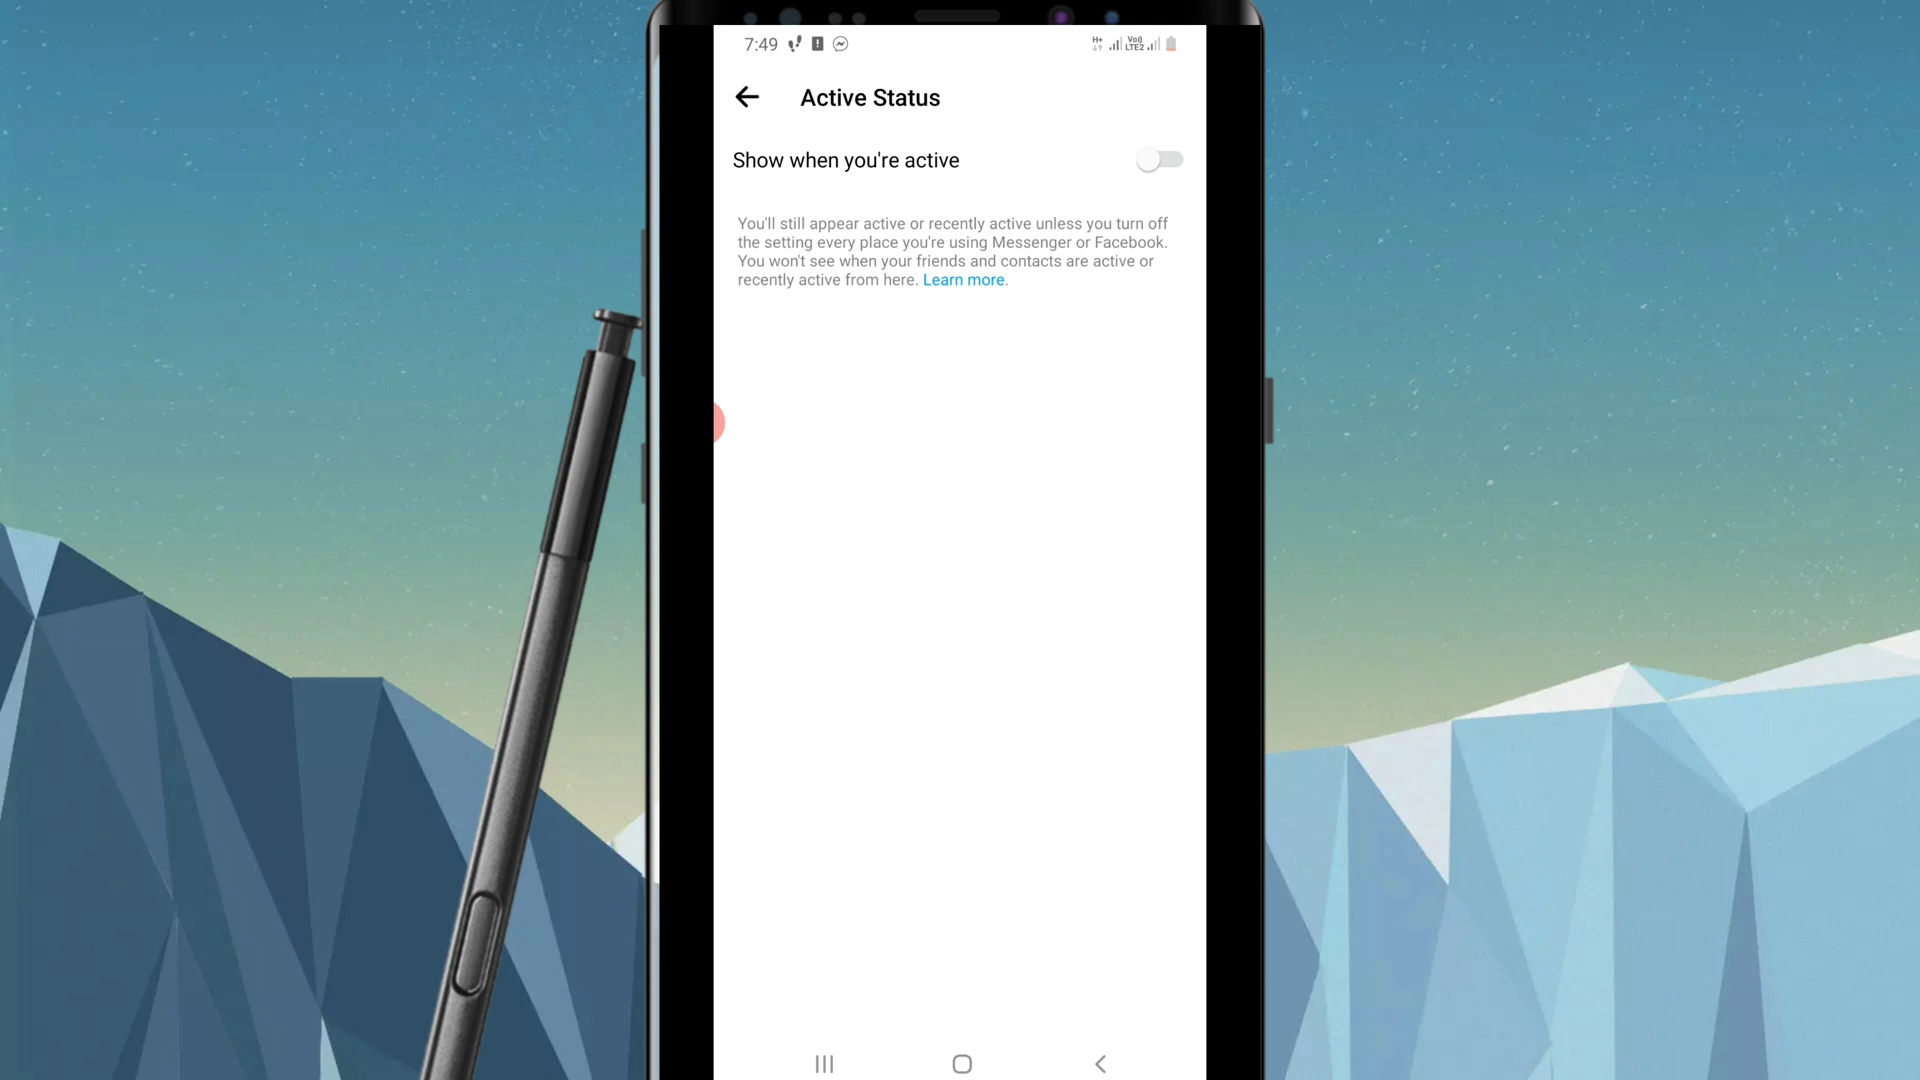 7:49
H+ Vo)) LTE2
Active Status
Show when you're active
You'll still appear active or recently active unless you turn off
the setting every place you're using Messenger or Facebook.
You won't see when your friends and contacts are active or
recently active from here. Learn more.